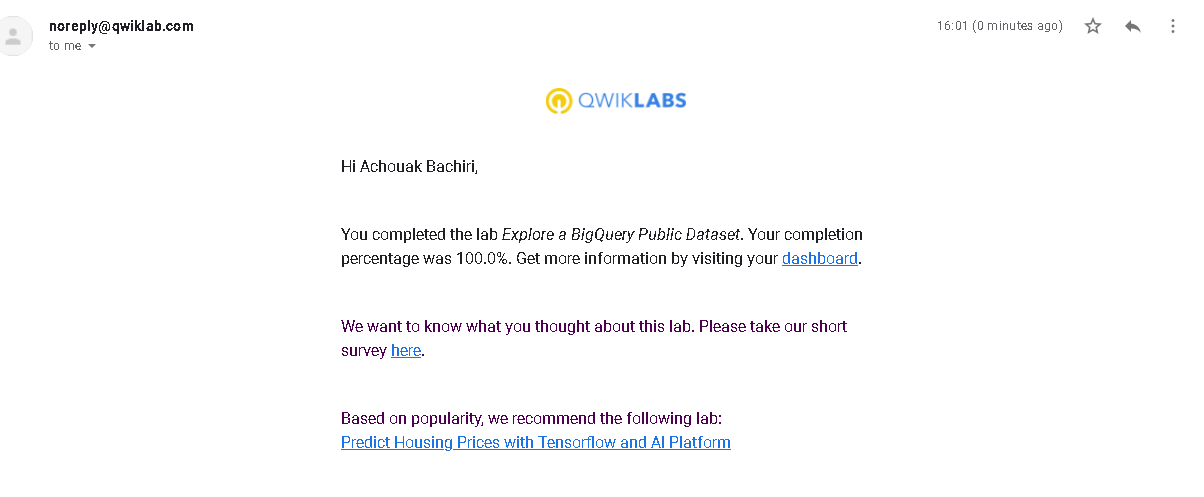 noreply@qwiklab.com
16:01 (0 minutes ago)
to me
QWIKLABS
Hi Achouak Bachiri,
You completed the lab Explore a BigQuery Public Dataset. Your completion
percentage was 100.0%. Get more information by visiting your dashboard.
We want to know what you thought about this lab. Please take our short
survey here.
Based on popularity, we recommend the following lab:
Predict Housing Prices with Tensorflow and AI Platform